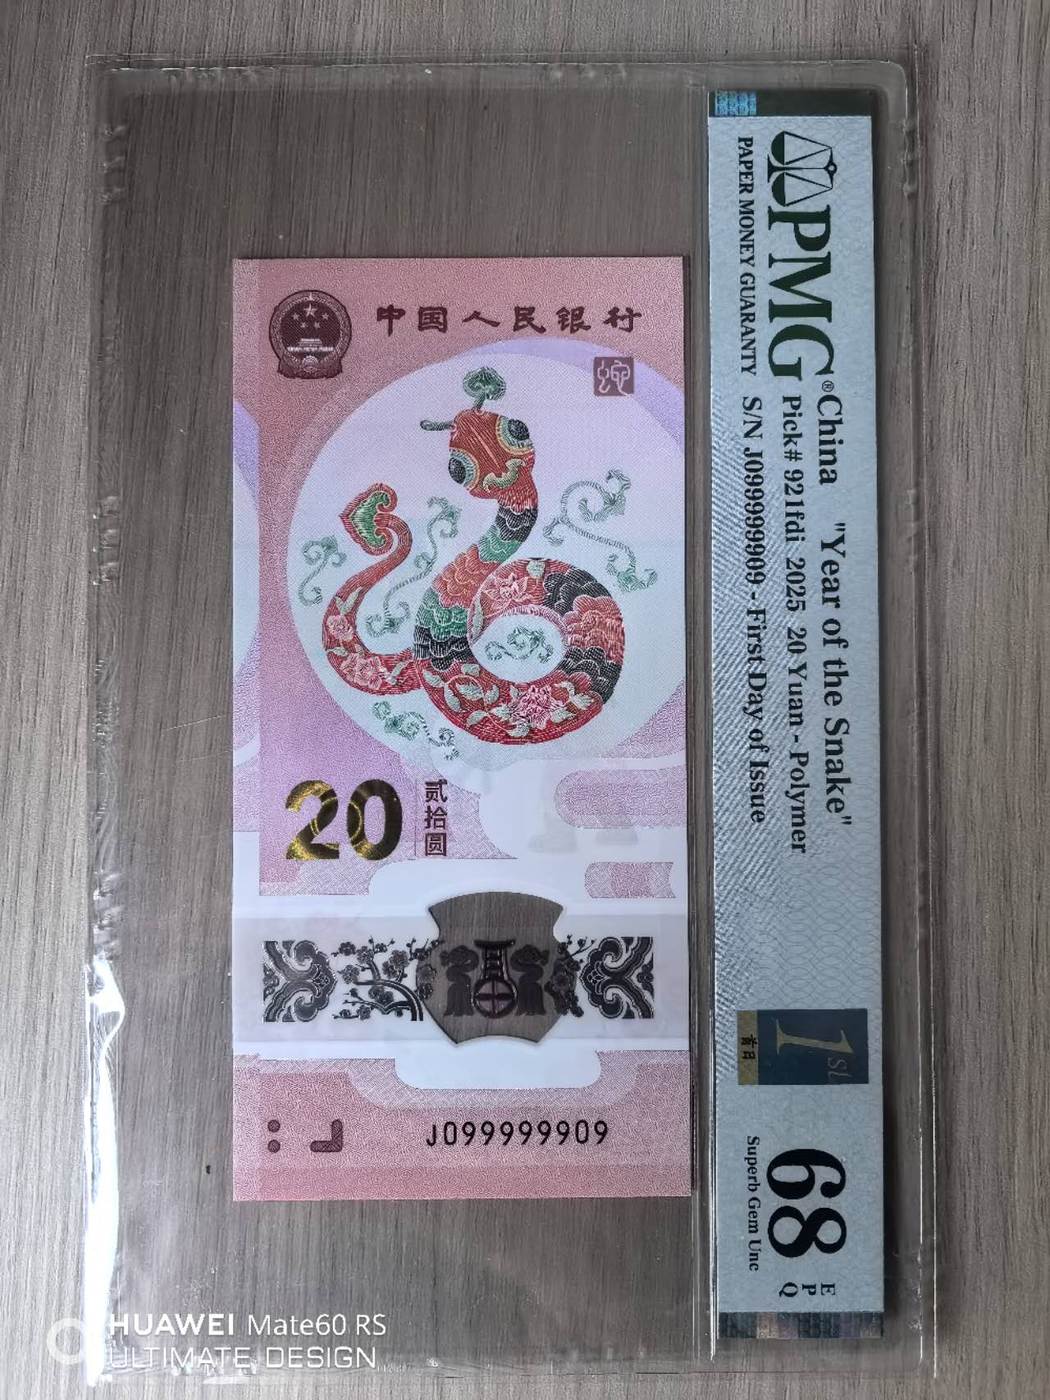 中国人民银行
蛇
20
贰拾圆
J099999909
PMG®
PAPER MONEY GUARANTY
China "Year of the Snake"
Pick# 921fdi 2025 20 Yuan - Polymer
S/N J099999909 - First Day of Issue
1st
首日
68
EPQ
Superb Gem Unc
HUAWEI Mate60 RS
ULTIMATE DESIGN